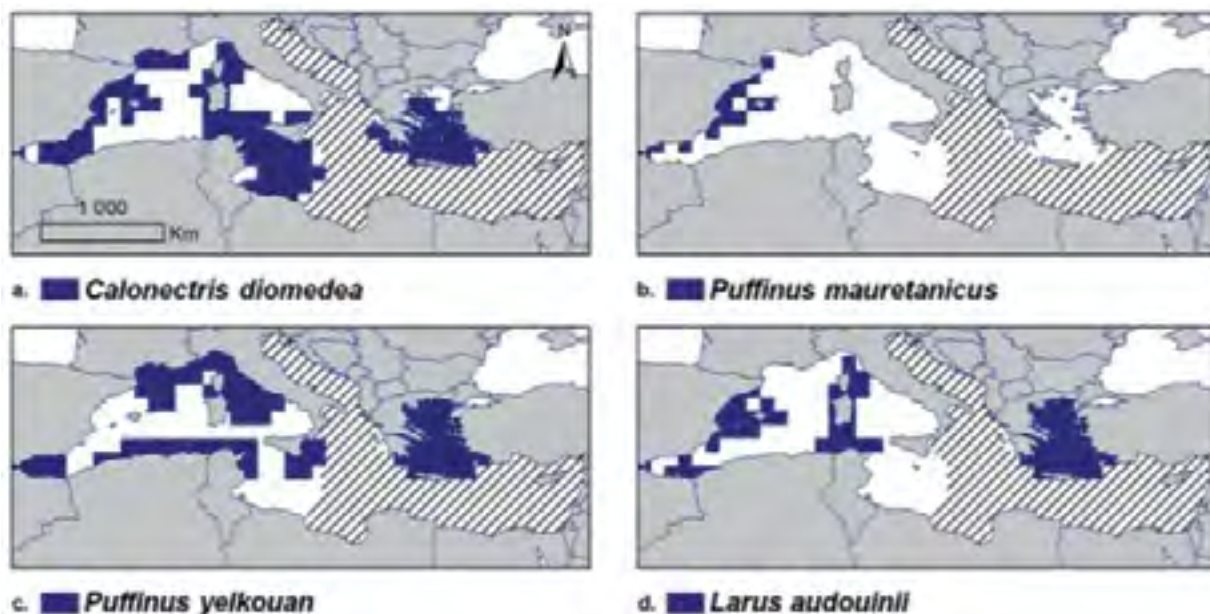 N
1 000
Km
a. Calonectris diomedea
b. Puffinus mauretanicus
c. Puffinus yelkouan
d. Larus audouinii